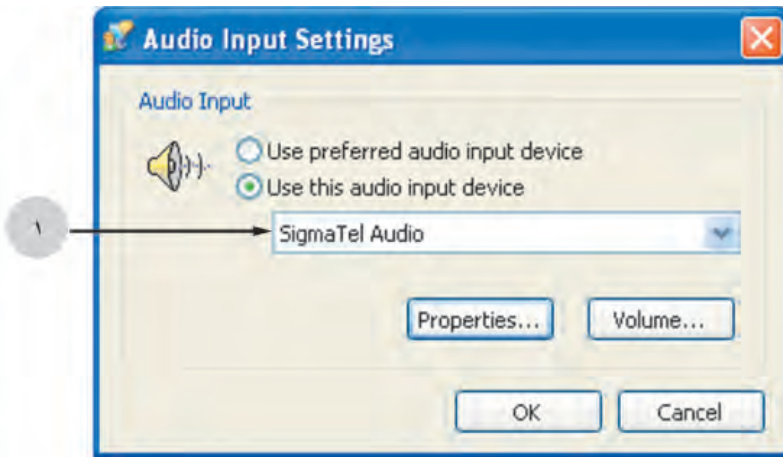 Audio Input Settings
Audio Input
Use preferred audio input device
Use this audio input device
۱
SigmaTel Audio
Properties... Volume...
OK Cancel